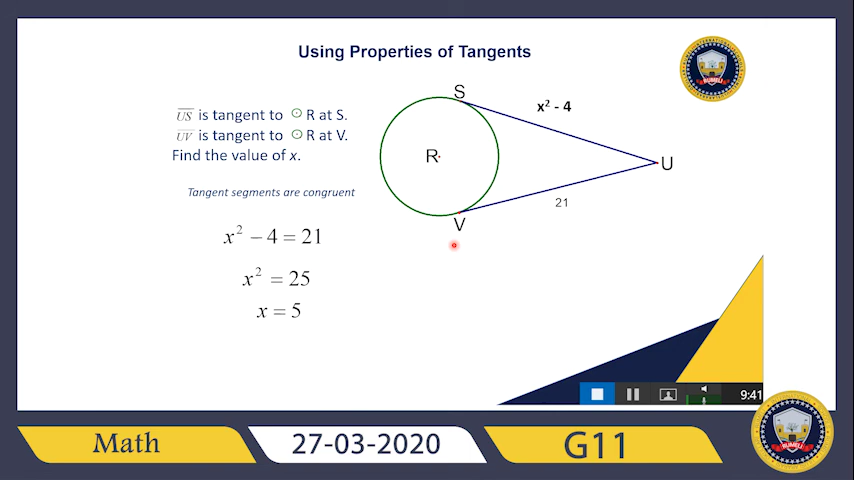 Using Properties of Tangents
US is tangent to ⊙ R at S.
UV is tangent to ⊙ R at V.
Find the value of x.
Tangent segments are congruent
x² − 4 = 21
x² = 25
x = 5
S
x² - 4
R
U
21
V
BUMELI
9:41
Math
27-03-2020
G11
BUMELI